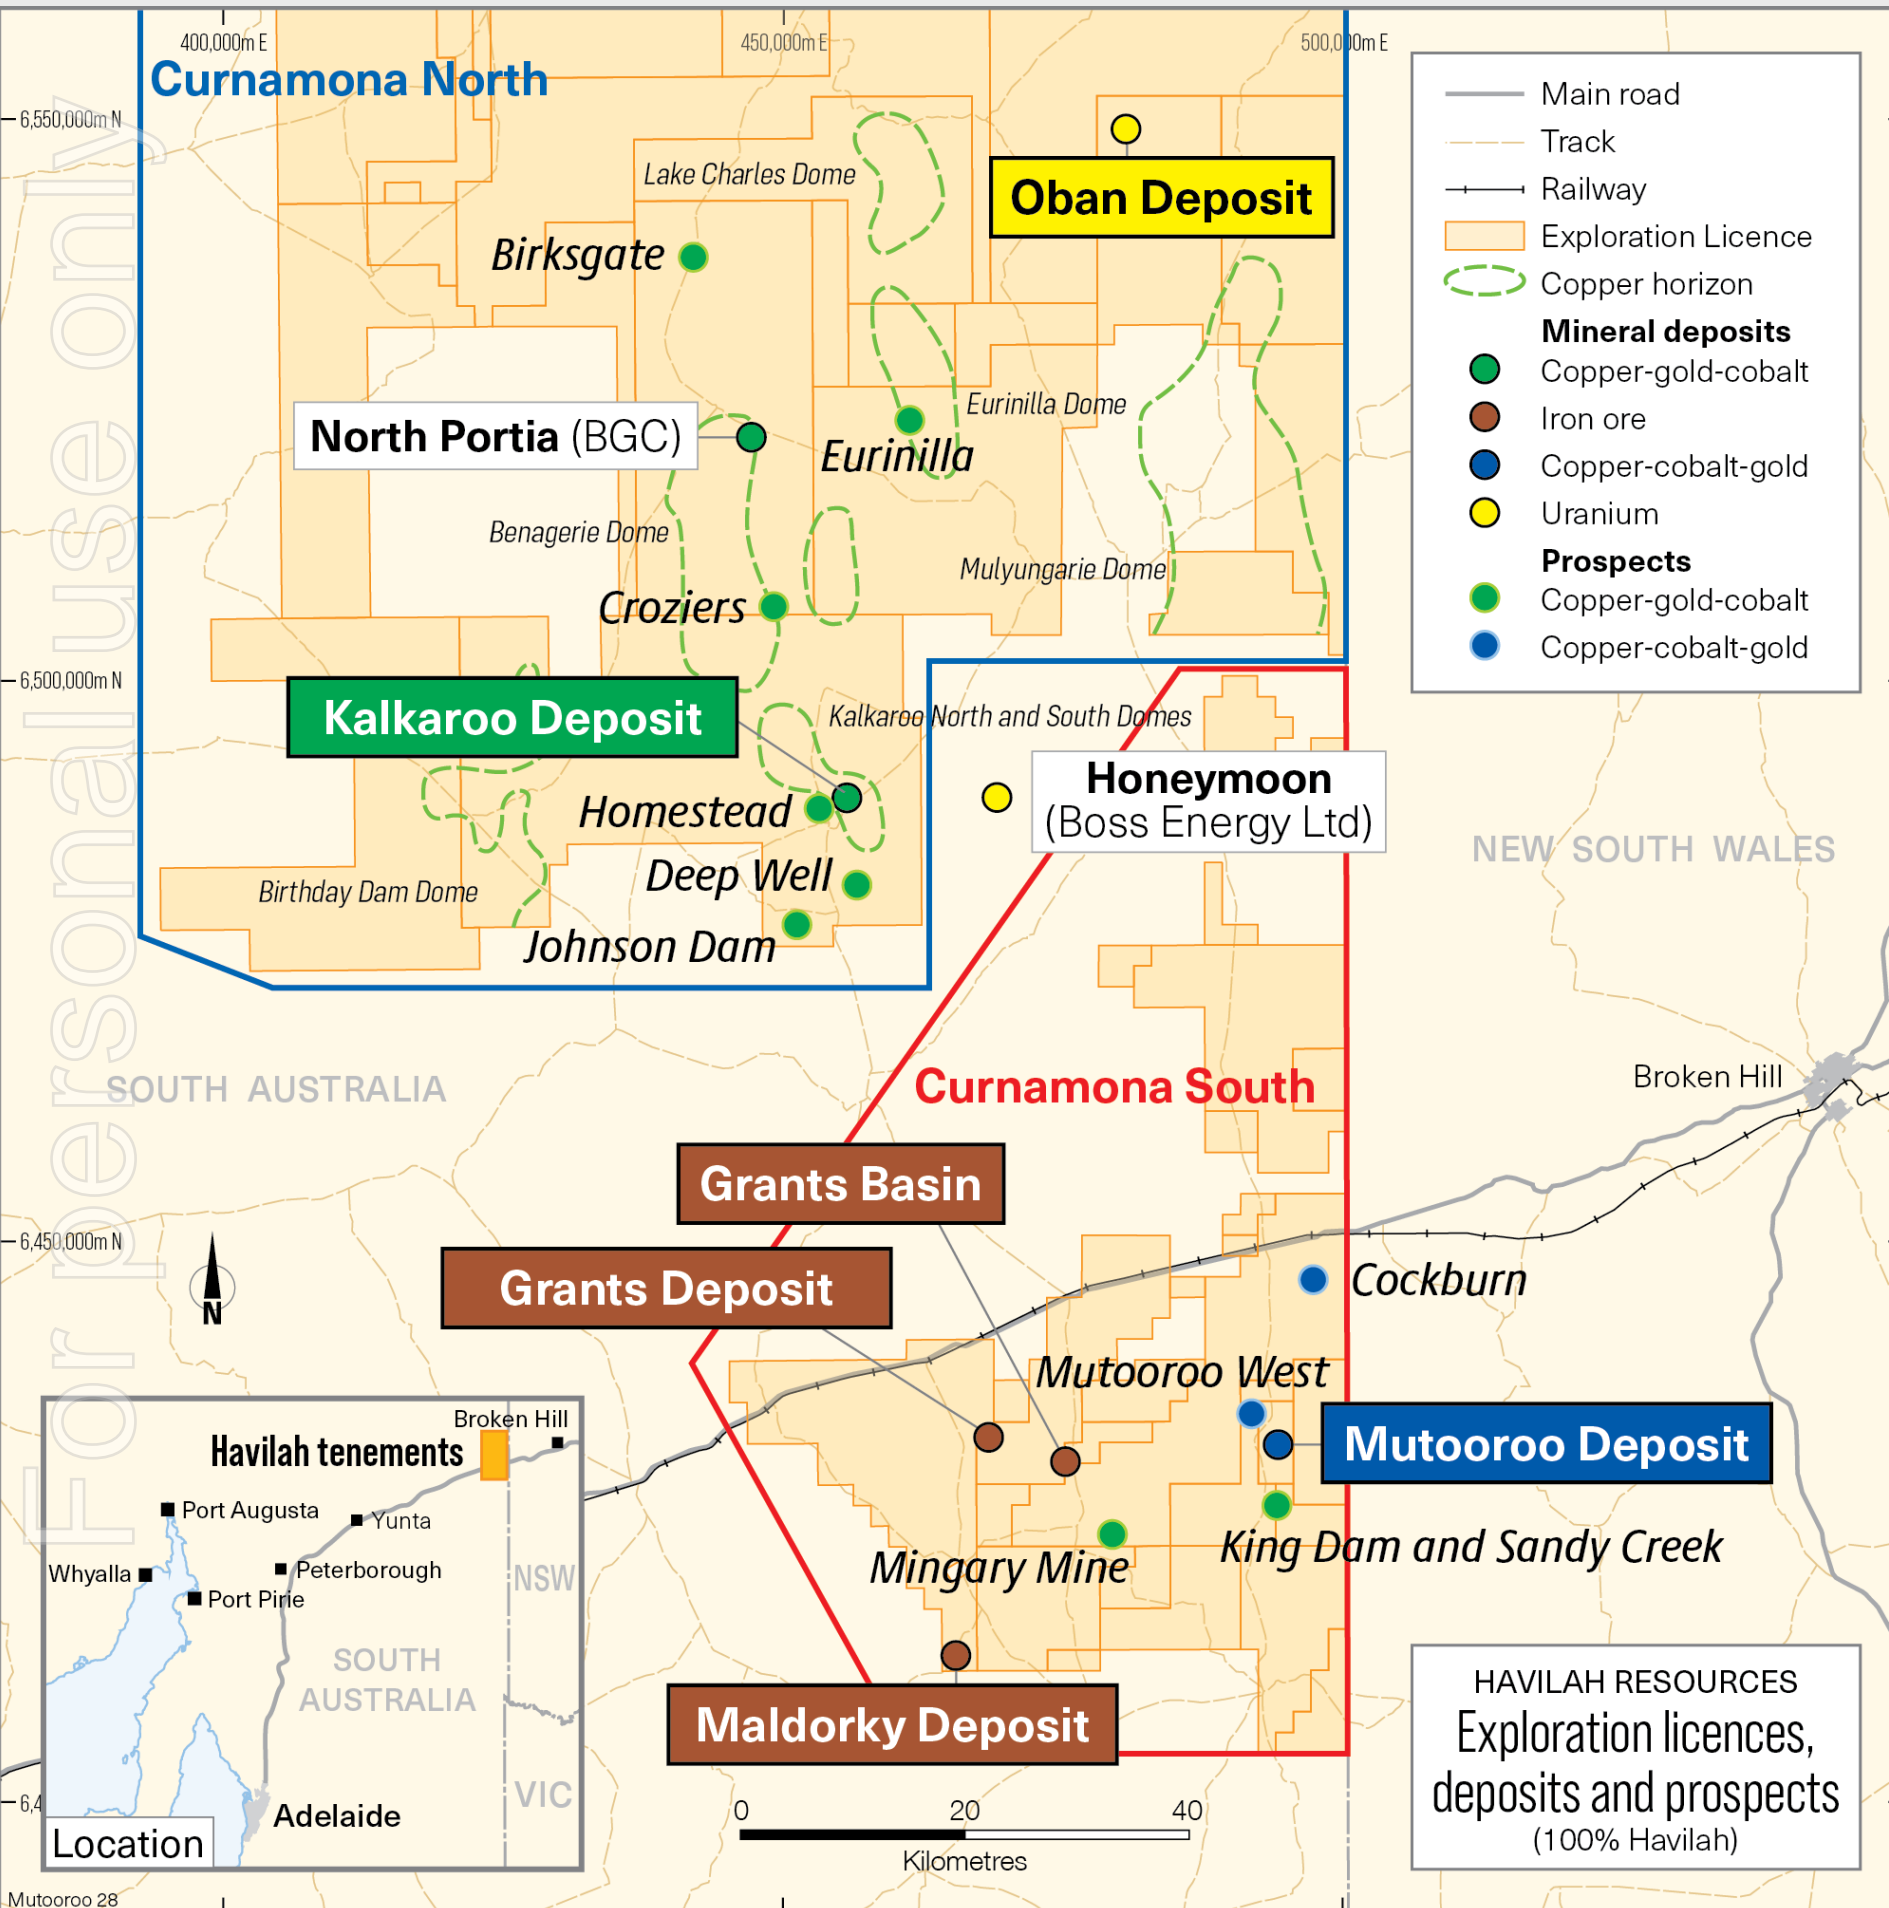 400,000m E
450,000m E
500,000m E
Curnamona North
6,550,000m N
Lake Charles Dome
Oban Deposit
Birksgate
North Portia (BGC)
Eurinilla Dome
Eurinilla
Benagerie Dome
Mulyungarie Dome
Croziers
6,500,000m N
Kalkaroo Deposit
Kalkaroo North and South Domes
Honeymoon
(Boss Energy Ltd)
Homestead
Deep Well
Birthday Dam Dome
Johnson Dam
NEW SOUTH WALES
SOUTH AUSTRALIA
Curnamona South
Broken Hill
Grants Basin
6,450,000m N
Grants Deposit
N
Cockburn
Mutooroo West
Mutooroo Deposit
King Dam and Sandy Creek
Mingary Mine
Maldorky Deposit
0 20 40
Kilometres
Main road
Track
Railway
Exploration Licence
Copper horizon
Mineral deposits
Copper-gold-cobalt
Iron ore
Copper-cobalt-gold
Uranium
Prospects
Copper-gold-cobalt
Copper-cobalt-gold
Broken Hill
Havilah tenements
Port Augusta
Yunta
Whyalla
Peterborough
NSW
Port Pirie
SOUTH
AUSTRALIA
VIC
Adelaide
Location
6,4
Mutooroo 28
HAVILAH RESOURCES
Exploration licences,
deposits and prospects
(100% Havilah)
For personal use only